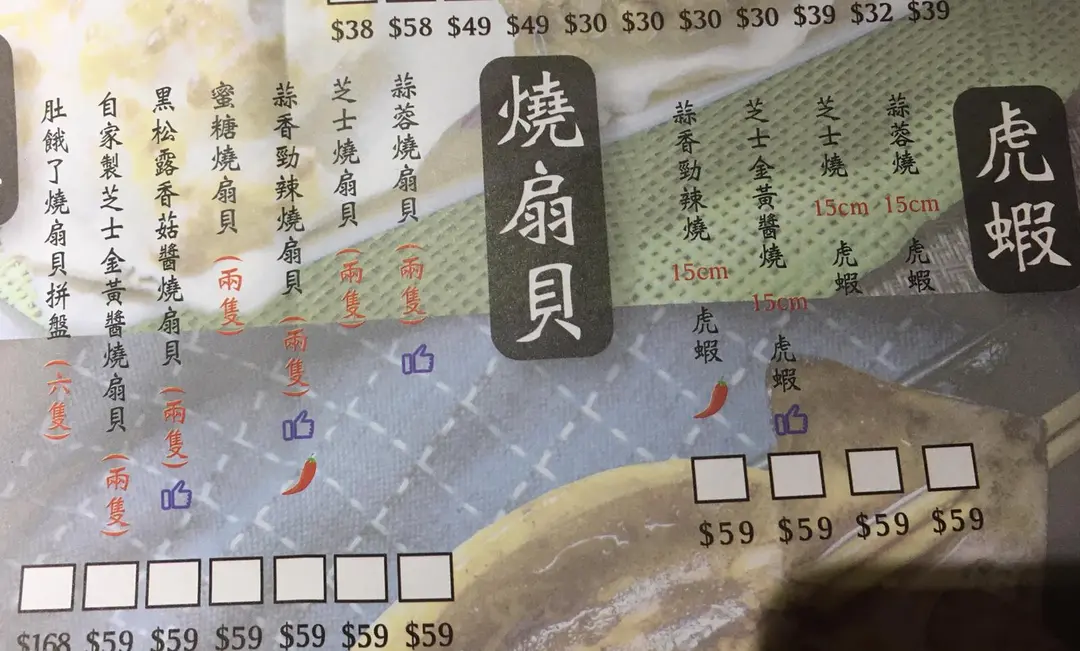 $38 $58 $49 $49 $30 $30 $30 $30 $39 $32 $39
虎蝦
蒜蓉燒 15cm 虎蝦 $59
芝士燒 15cm 虎蝦 $59
芝士金黃醬燒 15cm 虎蝦 $59
蒜香勁辣燒 15cm 虎蝦 $59
燒扇貝
蒜蓉燒扇貝（兩隻） $59
芝士燒扇貝（兩隻） $59
蒜香勁辣燒扇貝（兩隻） $59
蜜糖燒扇貝（兩隻） $59
黑松露香菇醬燒扇貝（兩隻） $59
自家製芝士金黃醬燒扇貝（兩隻） $59
肚餓了燒扇貝拼盤（六隻） $168